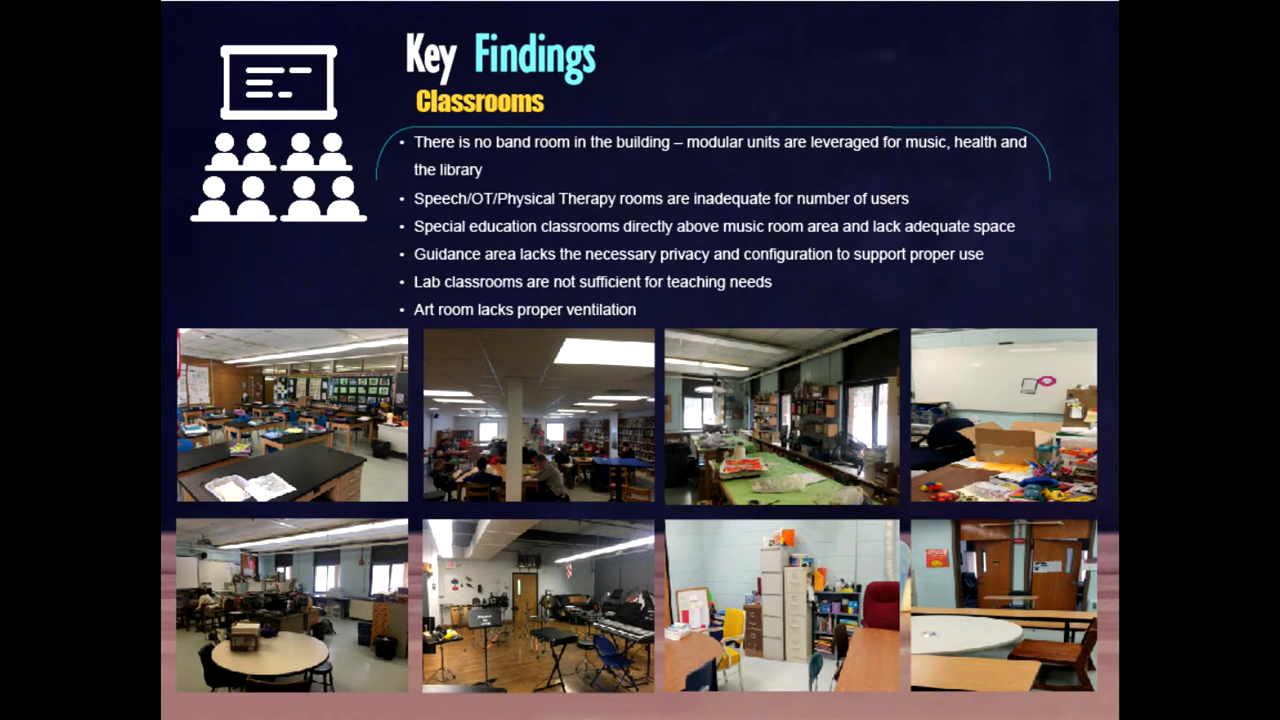 Key Findings
Classrooms
• There is no band room in the building – modular units are leveraged for music, health and
the library
• Speech/OT/Physical Therapy rooms are inadequate for number of users
• Special education classrooms directly above music room area and lack adequate space
• Guidance area lacks the necessary privacy and configuration to support proper use
• Lab classrooms are not sufficient for teaching needs
• Art room lacks proper ventilation